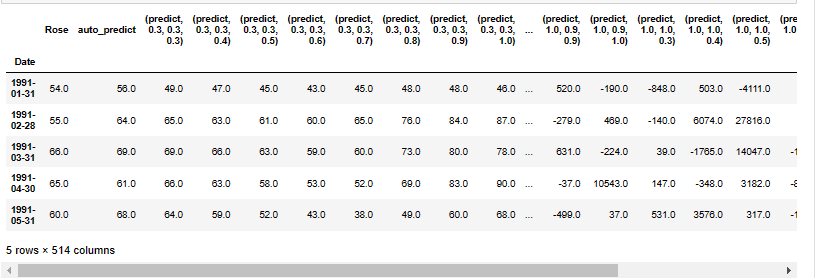 Rose auto_predict (predict, 0.3, 0.3, 0.3) (predict, 0.3, 0.3, 0.4) (predict, 0.3, 0.3, 0.5) (predict, 0.3, 0.3, 0.6) (predict, 0.3, 0.3, 0.7) (predict, 0.3, 0.3, 0.8) (predict, 0.3, 0.3, 0.9) (predict, 0.3, 0.3, 1.0) ... (predict, 1.0, 0.9, 0.9) (predict, 1.0, 0.9, 1.0) (predict, 1.0, 1.0, 0.3) (predict, 1.0, 1.0, 0.4) (predict, 1.0, 1.0, 0.5) (pre 1.0
Date
1991-01-31 54.0 56.0 49.0 47.0 45.0 43.0 45.0 48.0 48.0 46.0 ... 520.0 -190.0 -848.0 503.0 -4111.0
1991-02-28 55.0 64.0 65.0 63.0 61.0 60.0 65.0 76.0 84.0 87.0 ... -279.0 469.0 -140.0 6074.0 27816.0
1991-03-31 66.0 69.0 69.0 66.0 63.0 59.0 60.0 73.0 80.0 78.0 ... 631.0 -224.0 39.0 -1765.0 14047.0 -1
1991-04-30 65.0 61.0 66.0 63.0 58.0 53.0 52.0 69.0 83.0 90.0 ... -37.0 10543.0 147.0 -348.0 3182.0
1991-05-31 60.0 68.0 64.0 59.0 52.0 43.0 38.0 49.0 60.0 68.0 ... -499.0 37.0 531.0 3576.0 317.0 -1
5 rows × 514 columns